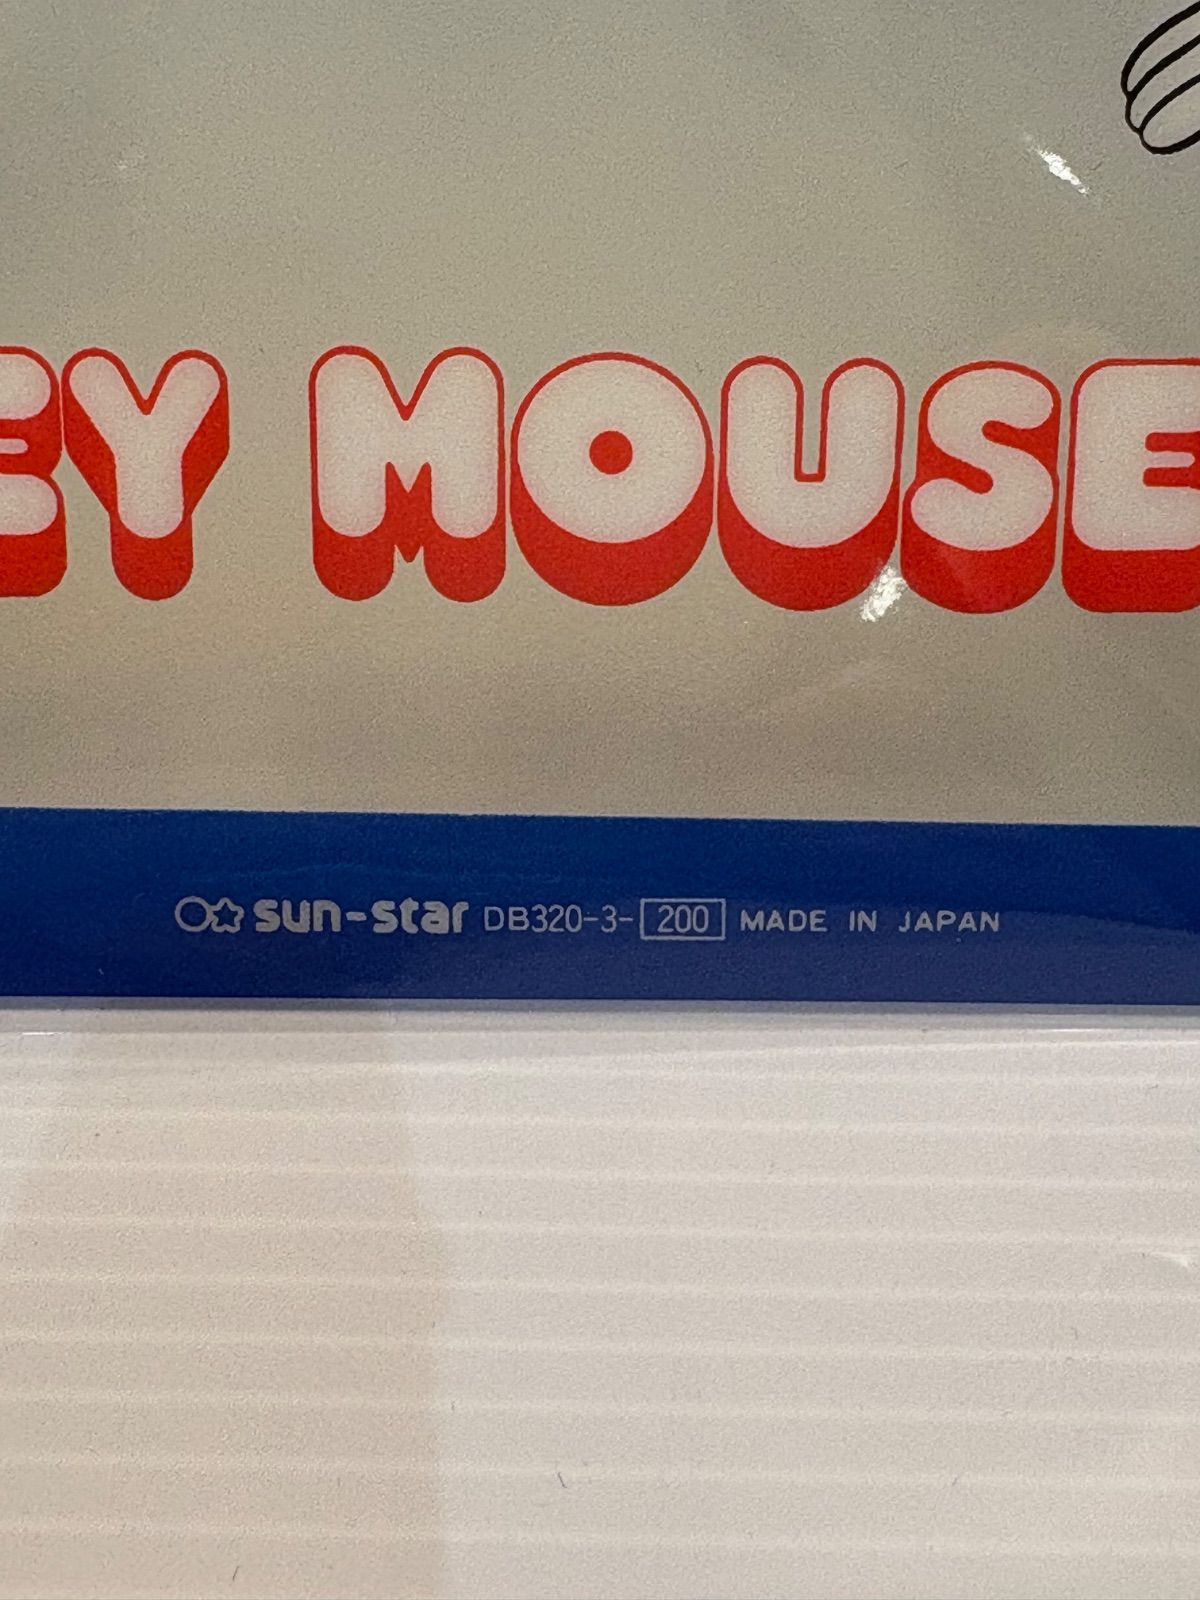 EY MOUSE
sun-star DB320-3-200 MADE IN JAPAN